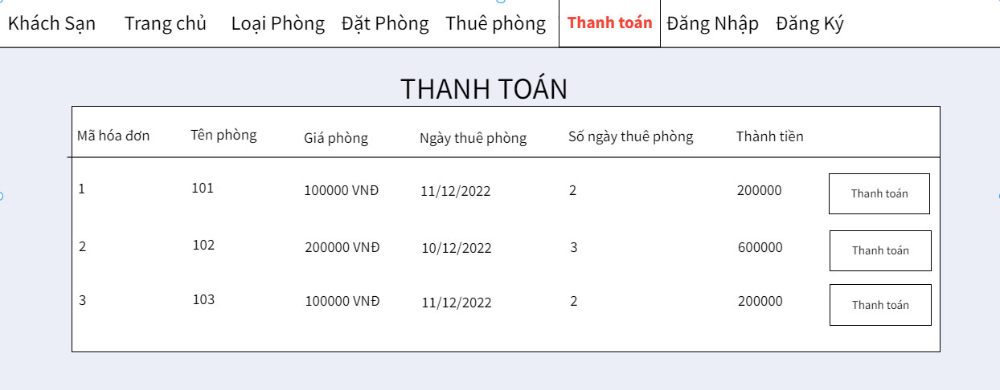 Khách Sạn Trang chủ Loại Phòng Đặt Phòng Thuê phòng Thanh toán Đăng Nhập Đăng Ký
THANH TOÁN
Mã hóa đơn Tên phòng Giá phòng Ngày thuê phòng Số ngày thuê phòng Thành tiền
1 101 100000 VNĐ 11/12/2022 2 200000 Thanh toán
2 102 200000 VNĐ 10/12/2022 3 600000 Thanh toán
3 103 100000 VNĐ 11/12/2022 2 200000 Thanh toán